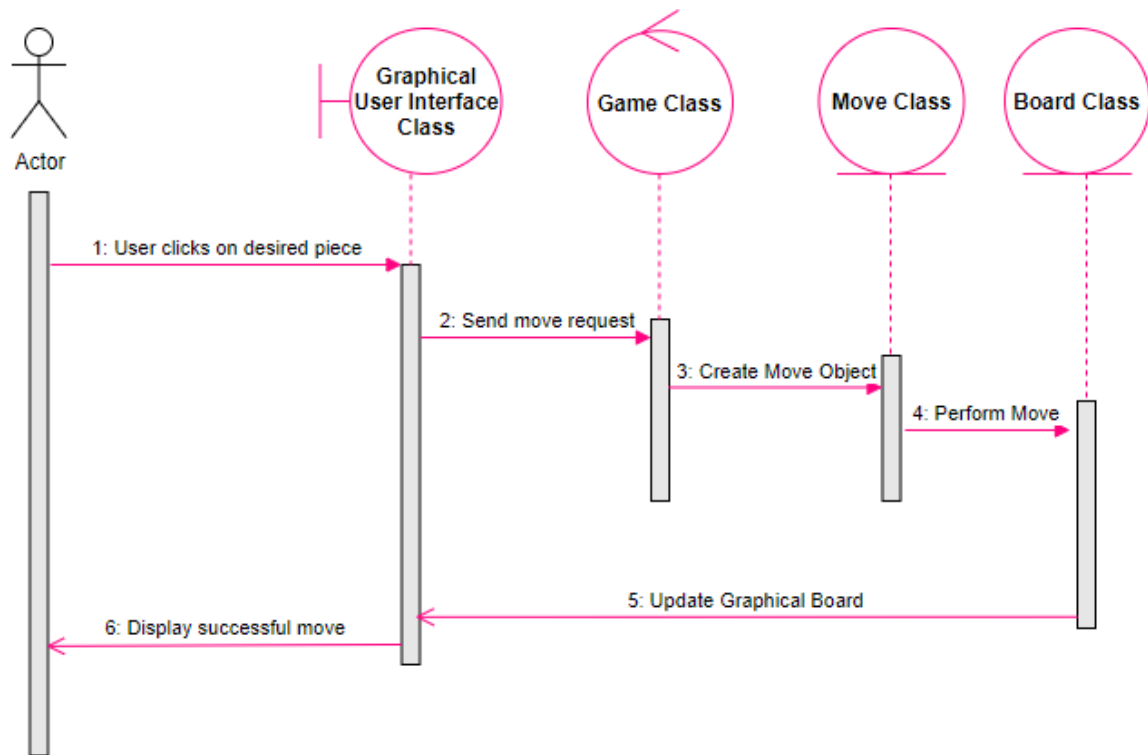 Graphical
User Interface
Class
Game Class
Move Class
Board Class
Actor
1: User clicks on desired piece
2: Send move request
3: Create Move Object
4: Perform Move
5: Update Graphical Board
6: Display successful move